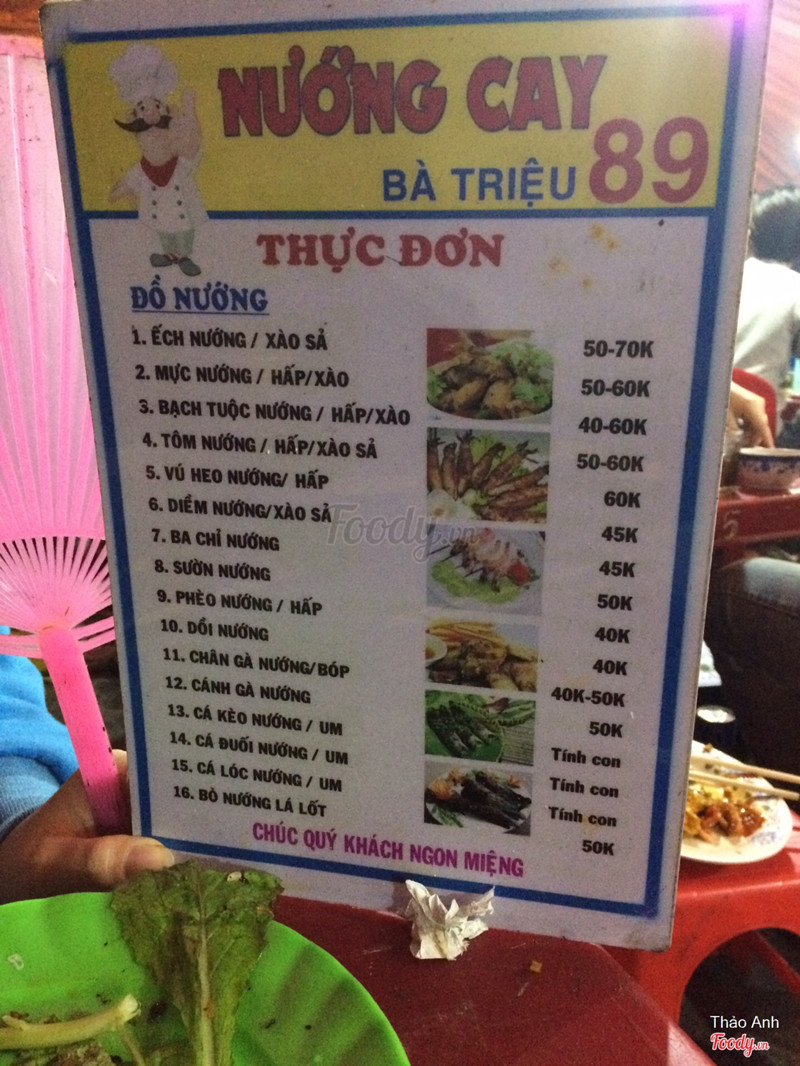 NƯỚNG CAY
BÀ TRIỆU 89
THỰC ĐƠN
ĐỒ NƯỚNG
1. ẾCH NƯỚNG / XÀO SẢ 50-70K
2. MỰC NƯỚNG / HẤP/XÀO 50-60K
3. BẠCH TUỘC NƯỚNG / HẤP/XÀO 40-60K
4. TÔM NƯỚNG / HẤP/XÀO SẢ 50-60K
5. VÚ HEO NƯỚNG/ HẤP 60K
6. DIỀM NƯỚNG/XÀO SẢ 45K
7. BA CHỈ NƯỚNG 45K
8. SƯỜN NƯỚNG 50K
9. PHÈO NƯỚNG / HẤP 40K
10. DỒI NƯỚNG 40K
11. CHÂN GÀ NƯỚNG/BÓP 40K-50K
12. CÁNH GÀ NƯỚNG 50K
13. CÁ KÈO NƯỚNG / UM Tính con
14. CÁ ĐUỐI NƯỚNG / UM Tính con
15. CÁ LÓC NƯỚNG / UM Tính con
16. BÒ NƯỚNG LÁ LỐT 50K
CHÚC QUÝ KHÁCH NGON MIỆNG
Foody.vn
Thảo Anh
Foody.vn